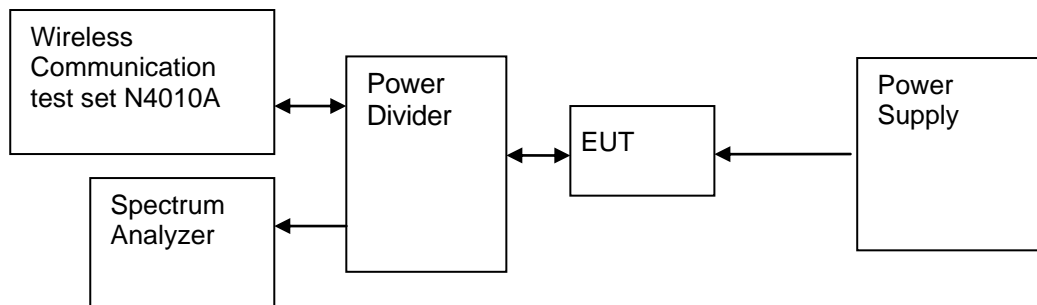 Wireless
Communication
test set N4010A
Power
Divider
EUT
Power
Supply
Spectrum
Analyzer